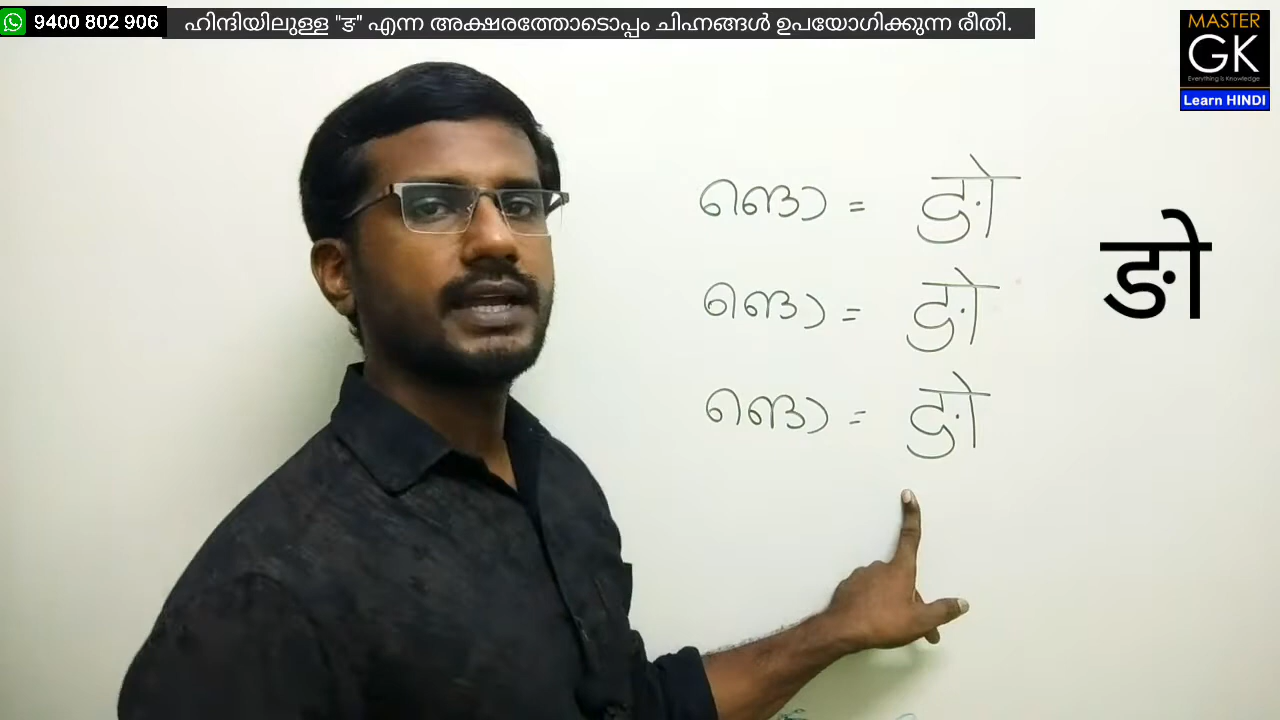 9400 802 906 ഹിന്ദിയിലുള്ള "ङ" എന്ന അക്ഷരത്തോടൊപ്പം ചിഹ്നങ്ങൾ ഉപയോഗിക്കുന്ന രീതി.
MASTER
GK
Everything is Knowledge
Learn HINDI
ങൊ = ङो
ङो
ങൊ = ङो
ങൊ = ङो